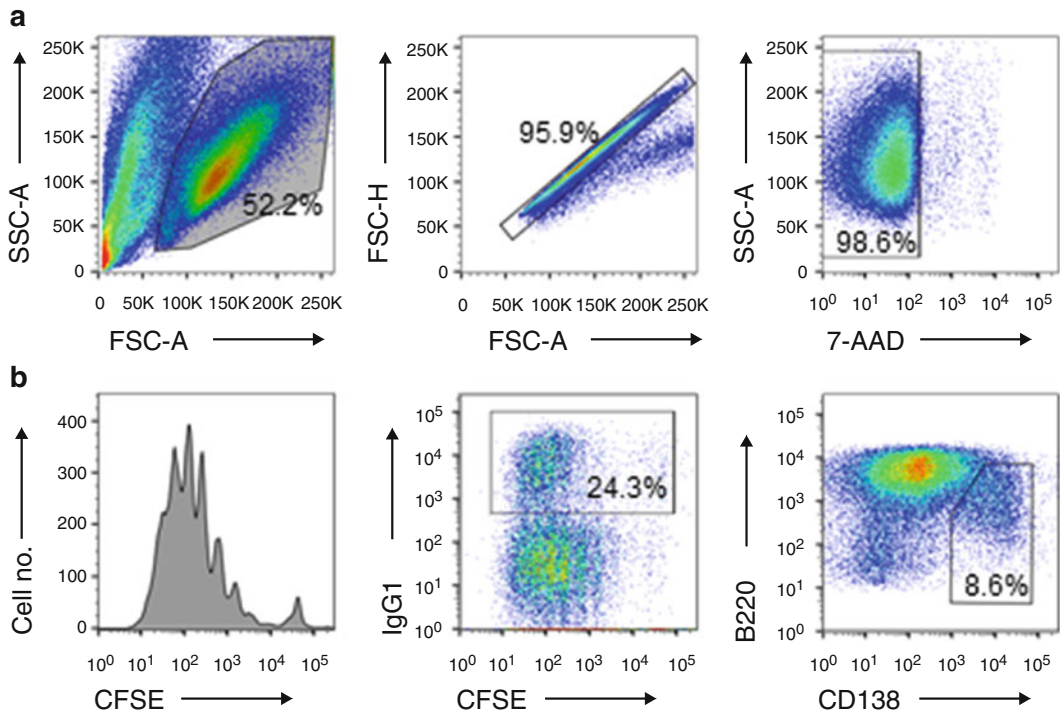 a
SSC-A
250K
200K
150K
100K
50K
0
52.2%
0 50K 100K 150K 200K 250K
FSC-A
FSC-H
250K
200K
150K
100K
50K
0
95.9%
0 50K 100K 150K 200K 250K
FSC-A
SSC-A
250K
200K
150K
100K
50K
0
98.6%
10⁰ 10¹ 10² 10³ 10⁴ 10⁵
7-AAD
b
Cell no.
400
300
200
100
0
10⁰ 10¹ 10² 10³ 10⁴ 10⁵
CFSE
IgG1
10⁵
10⁴
10³
10²
10¹
10⁰
24.3%
10⁰ 10¹ 10² 10³ 10⁴ 10⁵
CFSE
B220
10⁵
10⁴
10³
10²
10¹
10⁰
8.6%
10⁰ 10¹ 10² 10³ 10⁴ 10⁵
CD138